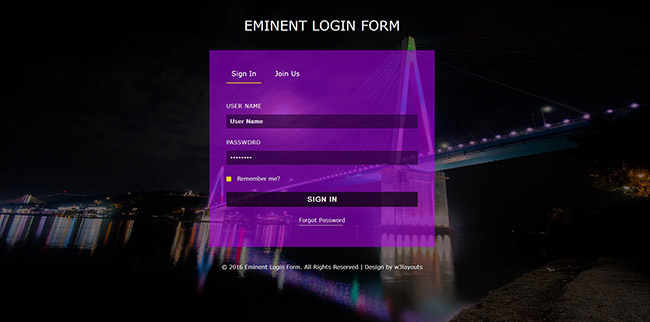 EMINENT LOGIN FORM
Sign In Join Us
USER NAME
User Name
PASSWORD
••••••••
Remember me?
SIGN IN
Forgot Password
© 2016 Eminent Login Form. All Rights Reserved | Design by w3layouts